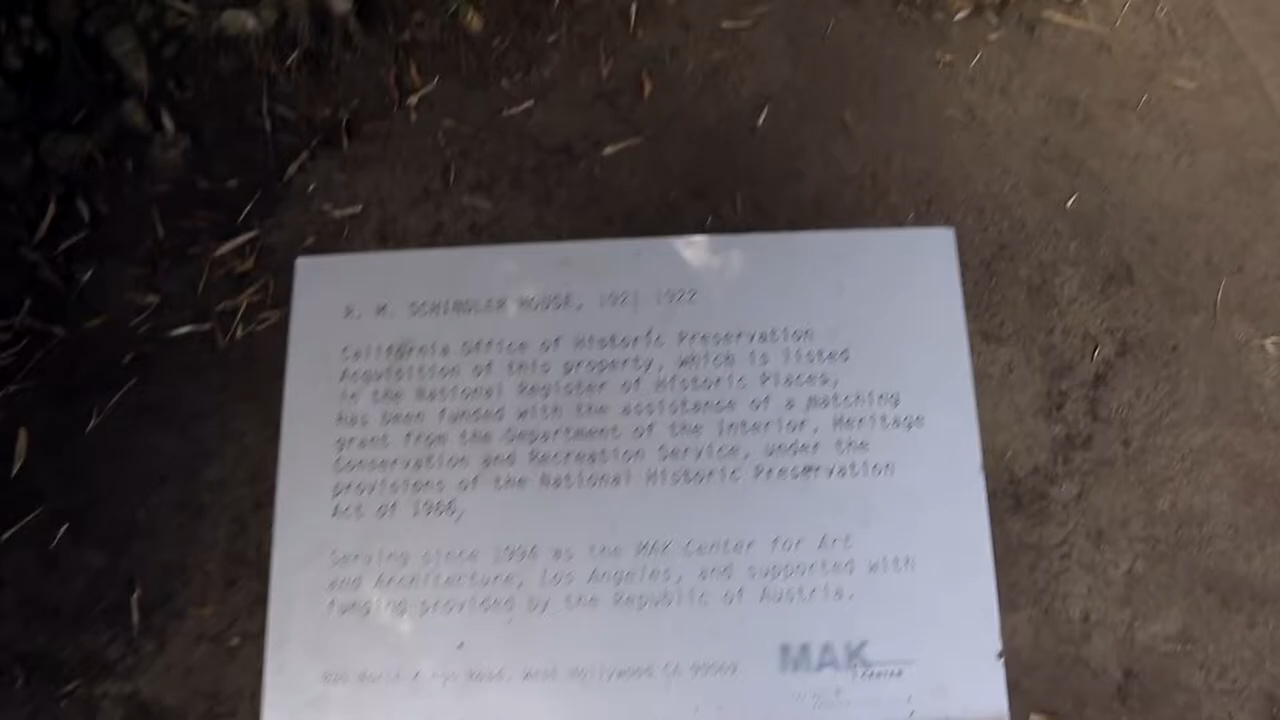 R. M. SCHINDLER HOUSE, 1921 1922
California Office of Historic Preservation
Acquisition of this property, which is listed
in the National Register of Historic Places,
has been funded with the assistance of a matching
grant from the Department of the Interior, Heritage
Conservation and Recreation Service, under the
provisions of the National Historic Preservation
Act of 1966,
Serving since 1994 as the MAK Center for Art
and Architecture, Los Angeles, and supported with
funding provided by the Republic of Austria.
Road, West Hollywood CA 90069
MAK